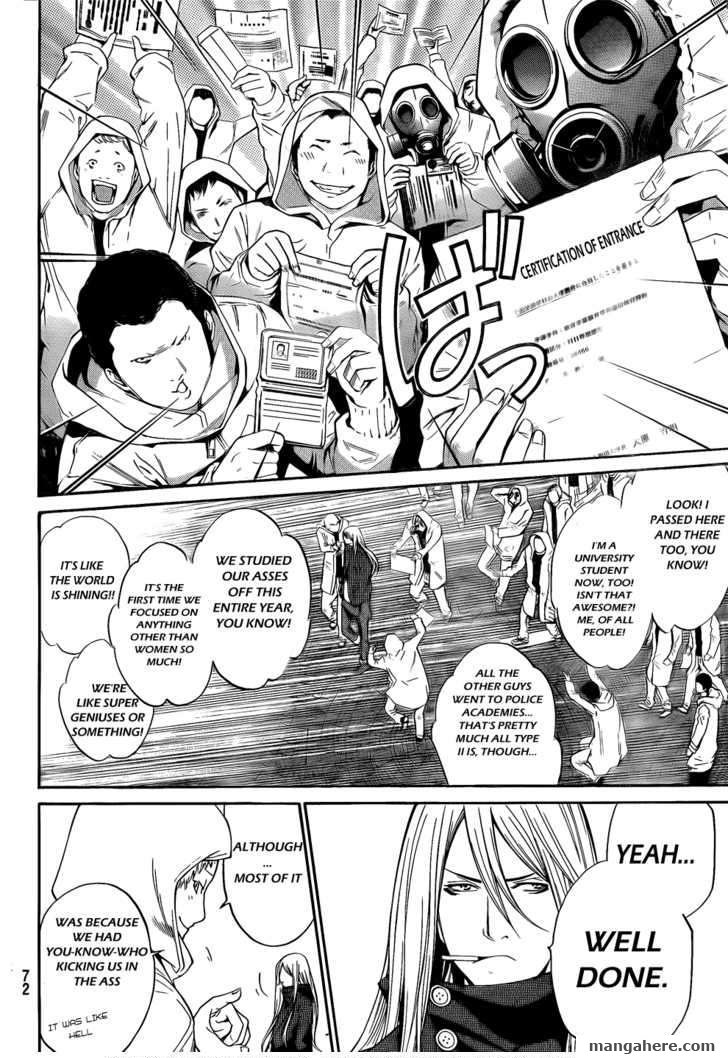 CERTIFICATION OF ENTRANCE
ばっ
LOOK! I
PASSED HERE
AND THERE
TOO, YOU
KNOW!
I'M A
UNIVERSITY
STUDENT
NOW, TOO!
ISN'T THAT
AWESOME?!
ME, OF ALL
PEOPLE!
WE STUDIED
OUR ASSES
OFF THIS
ENTIRE YEAR,
YOU KNOW!
IT'S THE
FIRST TIME WE
FOCUSED ON
ANYTHING
OTHER THAN
WOMEN SO
MUCH!
IT'S LIKE
THE WORLD
IS SHINING!!
ALL THE
OTHER GUYS
WENT TO POLICE
ACADEMIES...
THAT'S PRETTY
MUCH ALL TYPE
II IS, THOUGH...
WE'RE
LIKE SUPER
GENIUSES OR
SOMETHING!
YEAH...
WELL
DONE.
ALTHOUGH
...
MOST OF IT
WAS BECAUSE
WE HAD
YOU-KNOW-WHO
KICKING US IN
THE ASS
IT WAS LIKE
HELL
72
mangahere.com